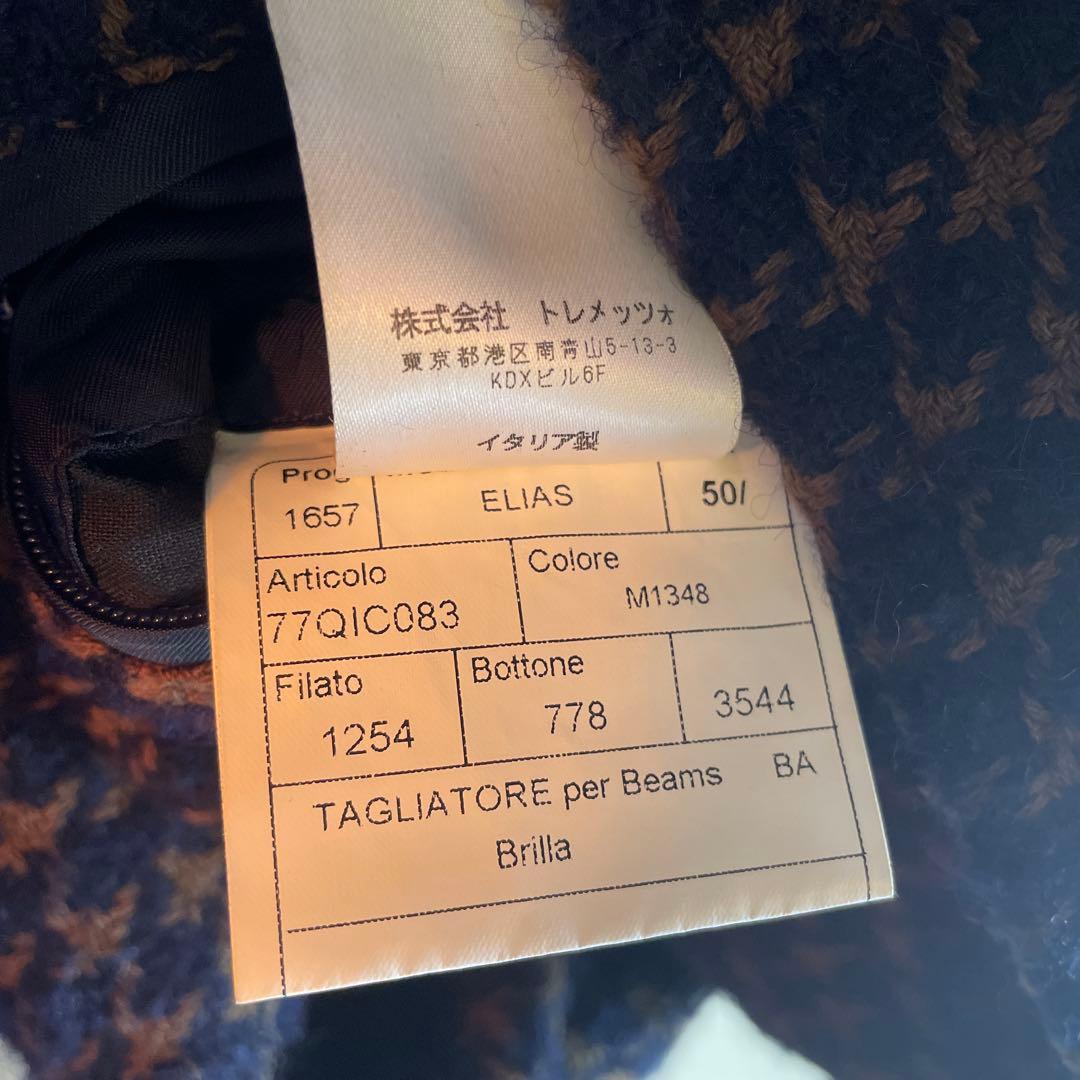 株式会社 トレメッツォ
東京都港区南青山5-13-3
KDXビル6F
イタリア製
Prog
1657
ELIAS
50/
Articolo
77QIC083
Colore
M1348
Filato
1254
Bottone
778
3544
TAGLIATORE per Beams BA
Brilla